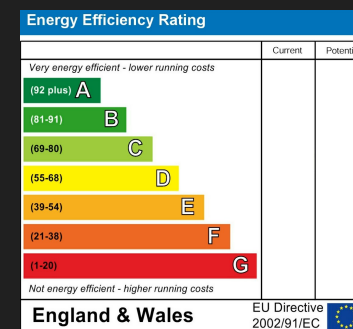 Energy Efficiency Rating
Current
Very energy efficient - lower running costs
(92 plus) A
(81-91) B
(69-80) C
(55-68) D
(39-54) E
(21-38) F
(1-20) G
Not energy efficient - higher running costs
England & Wales
EU Directive
2002/91/EC